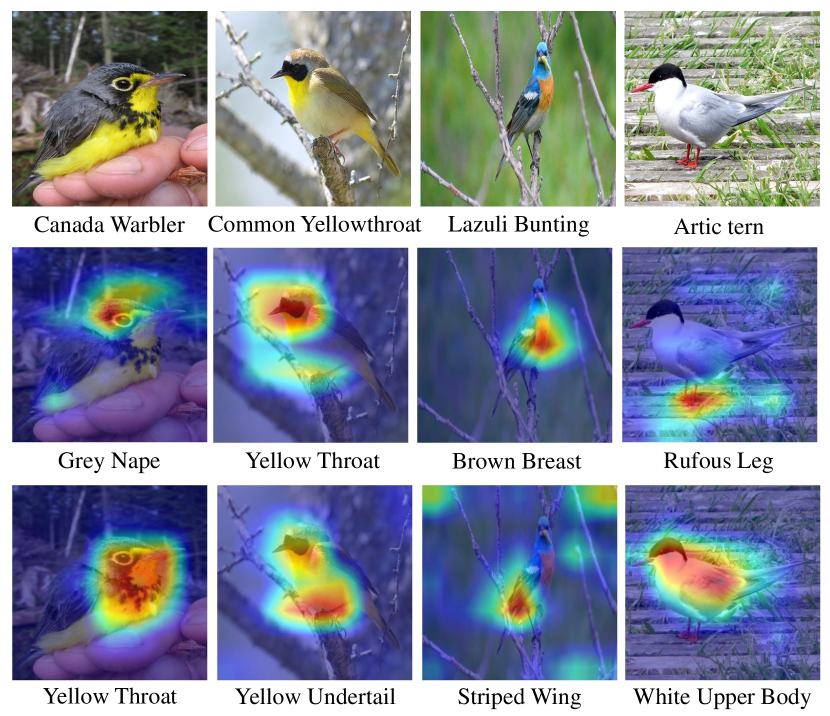 Canada Warbler
Common Yellowthroat
Lazuli Bunting
Artic tern
Grey Nape
Yellow Throat
Brown Breast
Rufous Leg
Yellow Throat
Yellow Undertail
Striped Wing
White Upper Body